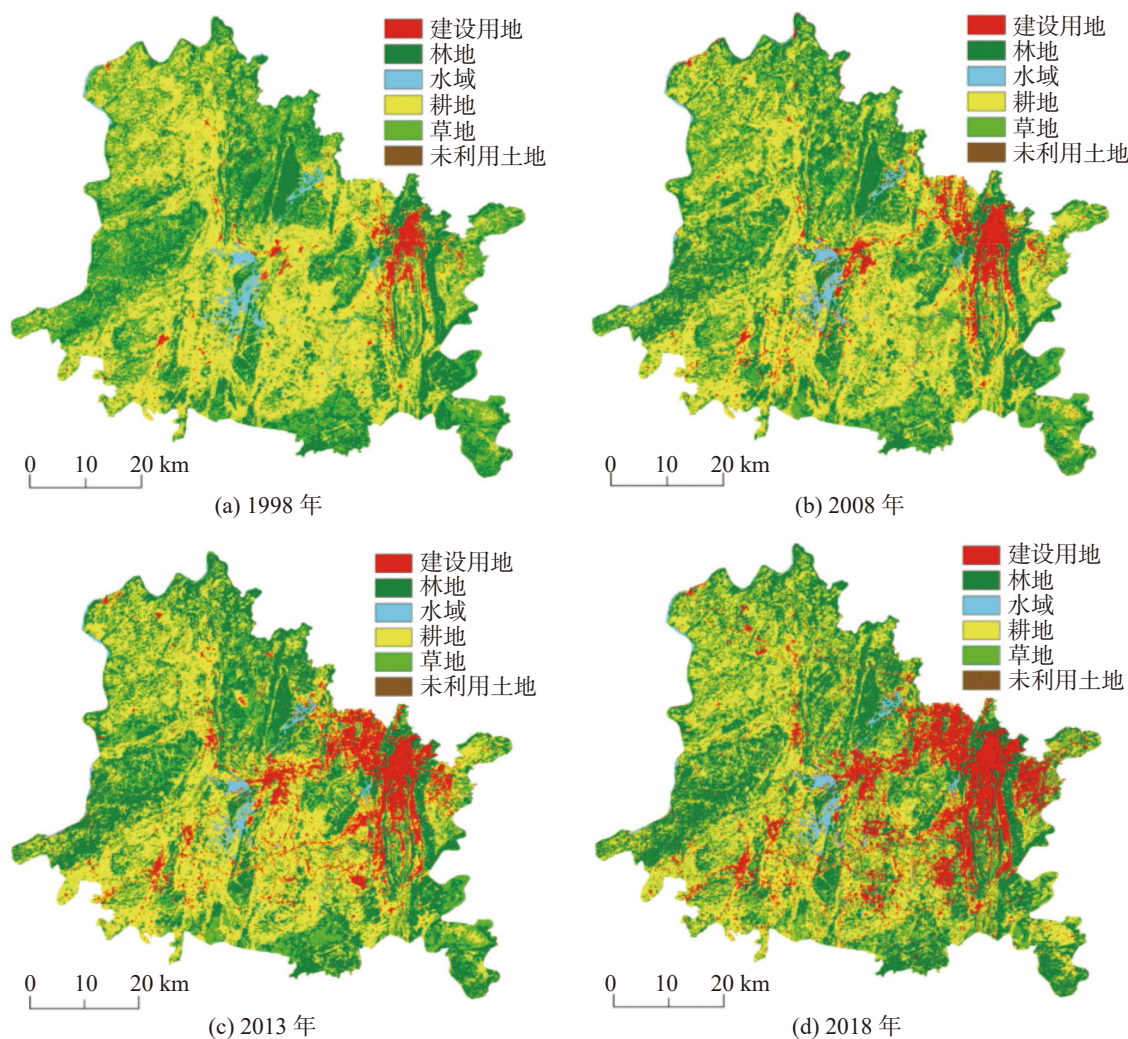 建设用地
林地
水域
耕地
草地
未利用土地
0 10 20 km
(a) 1998 年
建设用地
林地
水域
耕地
草地
未利用土地
0 10 20 km
(b) 2008 年
建设用地
林地
水域
耕地
草地
未利用土地
0 10 20 km
(c) 2013 年
建设用地
林地
水域
耕地
草地
未利用土地
0 10 20 km
(d) 2018 年